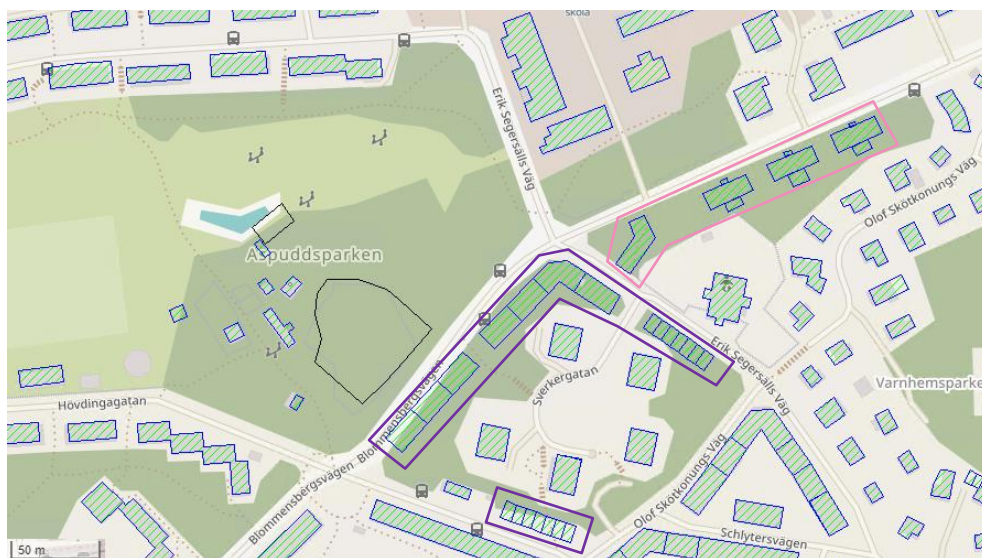 skola
Erik Segersälls Väg
Olof Skötkonungs Väg
Aspuddsparken
Erik Segersälls Väg
Varnhemsparke
Sverkergatan
Hövdingagatan
Blommensbergsvägen
Blommensbergsvägen
Olof Skötkonungs Väg
Schlytersvägen
50 m